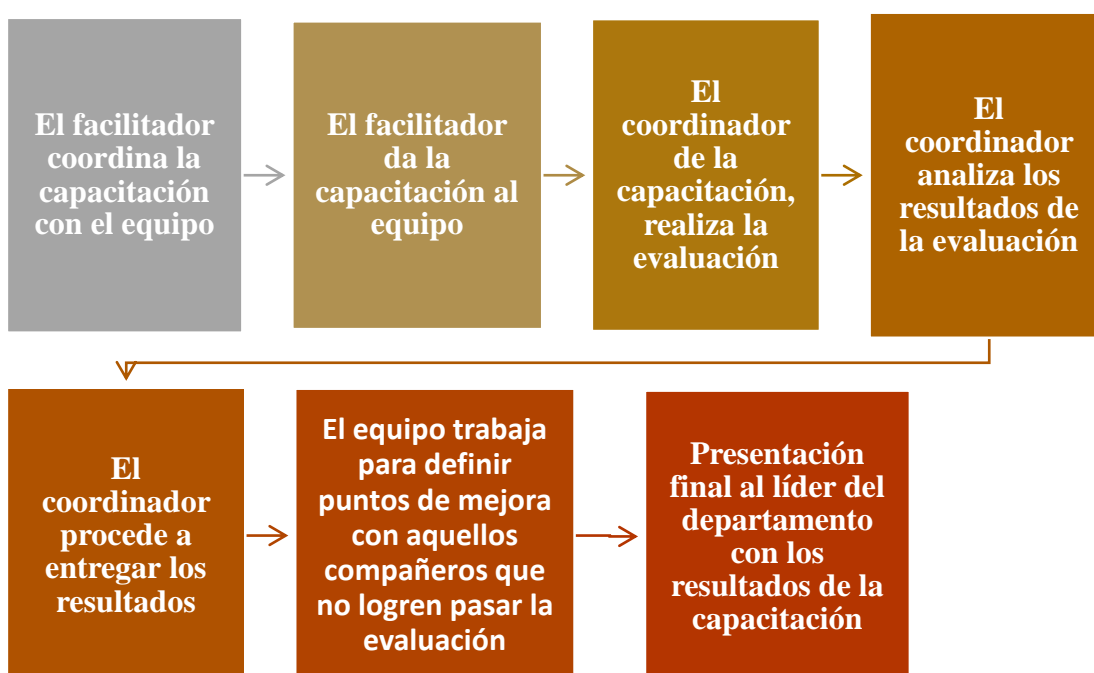 El facilitador
coordina la
capacitación
con el equipo
El facilitador
da la
capacitación al
equipo
El
coordinador
de la
capacitación,
realiza la
evaluación
El
coordinador
analiza los
resultados de
la evaluación
El
coordinador
procede a
entregar los
resultados
El equipo trabaja
para definir
puntos de mejora
con aquellos
compañeros que
no logren pasar la
evaluación
Presentación
final al líder del
departamento
con los
resultados de la
capacitación